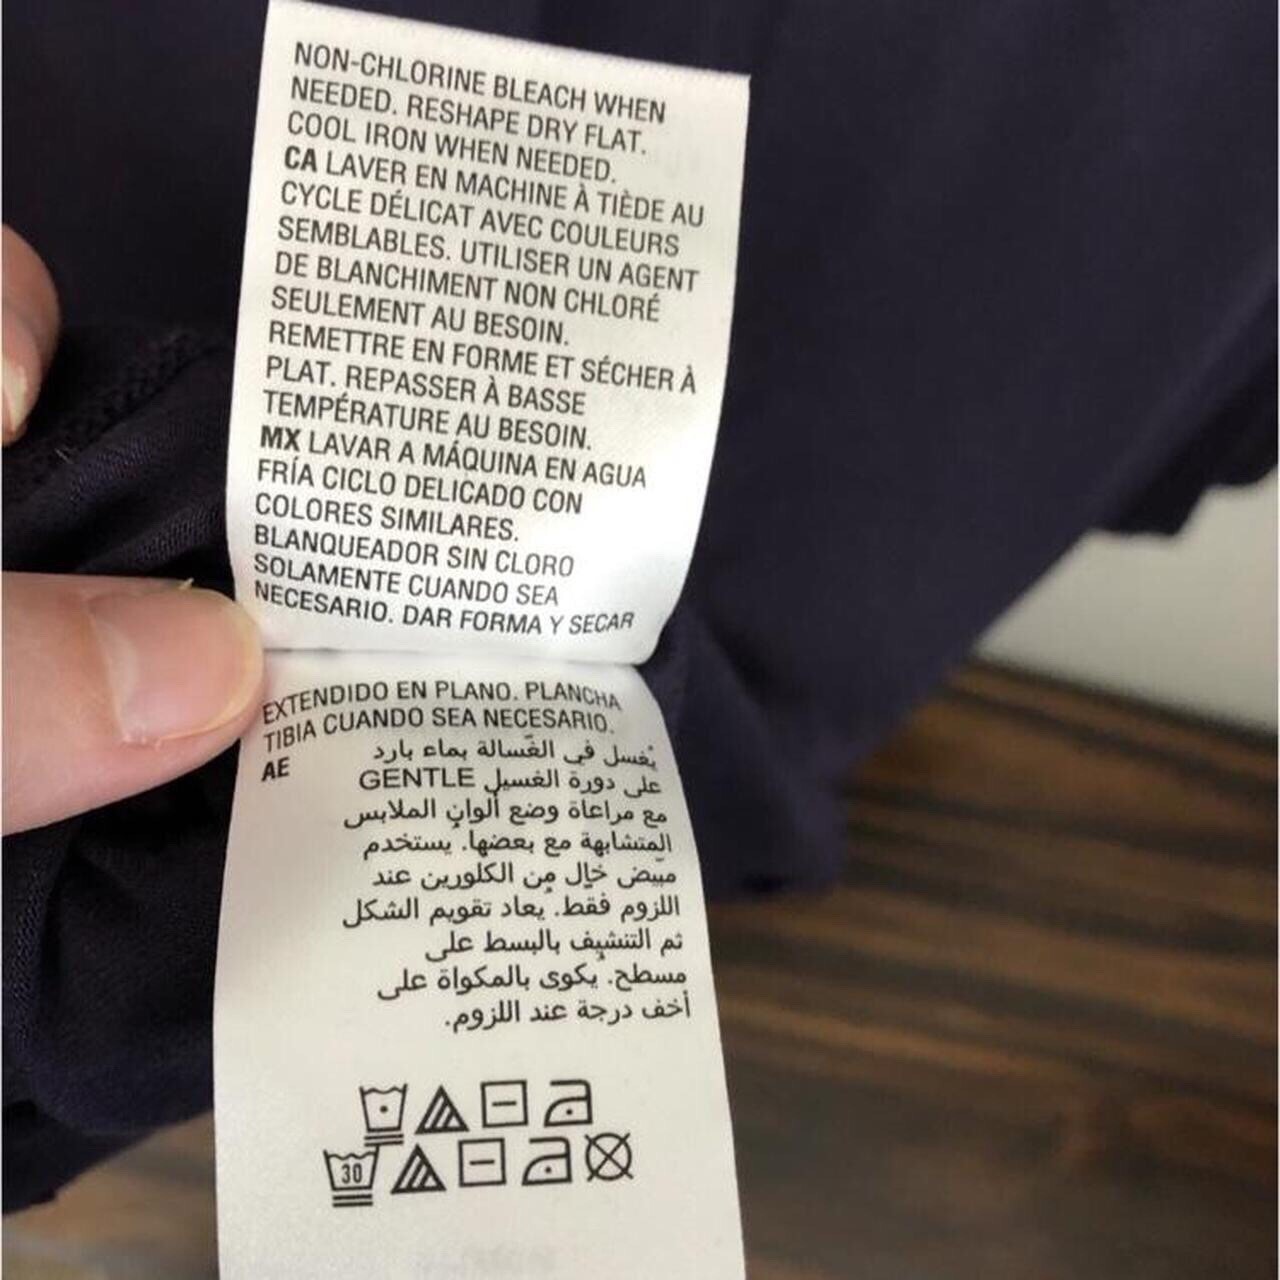 NON-CHLORINE BLEACH WHEN
NEEDED. RESHAPE DRY FLAT.
COOL IRON WHEN NEEDED.
CA LAVER EN MACHINE À TIÈDE AU
CYCLE DÉLICAT AVEC COULEURS
SEMBLABLES. UTILISER UN AGENT
DE BLANCHIMENT NON CHLORÉ
SEULEMENT AU BESOIN.
REMETTRE EN FORME ET SÉCHER À
PLAT. REPASSER À BASSE
TEMPÉRATURE AU BESOIN.
MX LAVAR A MÁQUINA EN AGUA
FRÍA CICLO DELICADO CON
COLORES SIMILARES.
BLANQUEADOR SIN CLORO
SOLAMENTE CUANDO SEA
NECESARIO. DAR FORMA Y SECAR
EXTENDIDO EN PLANO. PLANCHA
TIBIA CUANDO SEA NECESARIO.
AE يُغسل في الغّسالة بماء بارد
على دورة الغسيل GENTLE
مع مراعاة وضع ألوانِ الملابس
المتشابهة مع بعضها. يستخدم
مبّيض خالٍ مِن الكلورين عند
اللزوم فقط. يعاد تقويم الشكل
ثم التنشيف بالبسط على
مسطح. يكوى بالمكواة على
أخف درجة عند اللزوم.
30